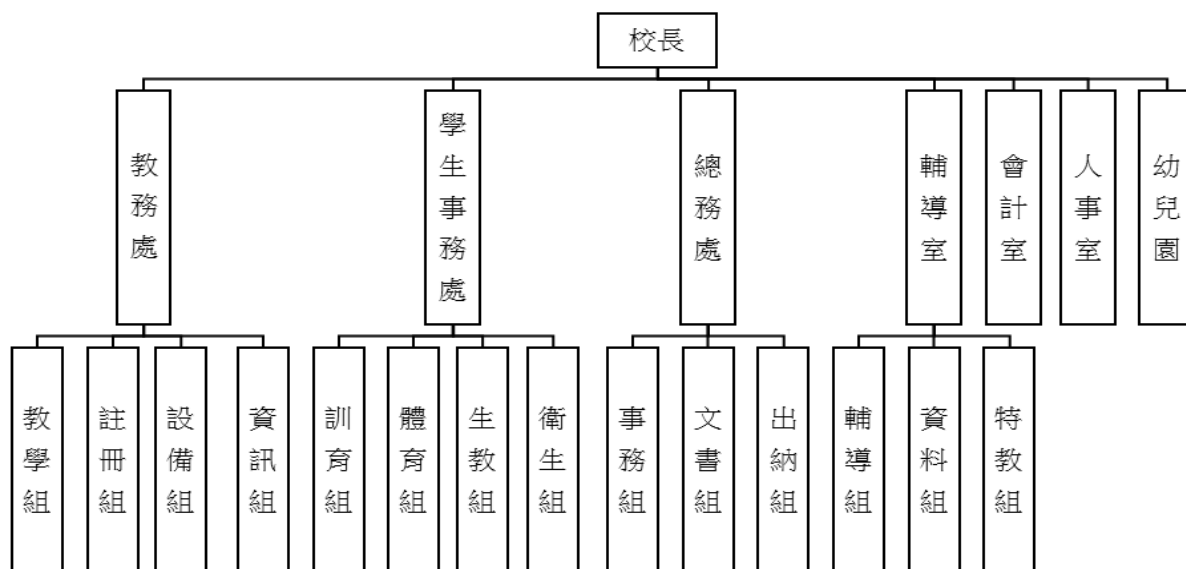 校長
教務處
學生事務處
總務處
輔導室
會計室
人事室
幼兒園
教學組
註冊組
設備組
資訊組
訓育組
體育組
生教組
衛生組
事務組
文書組
出納組
輔導組
資料組
特教組